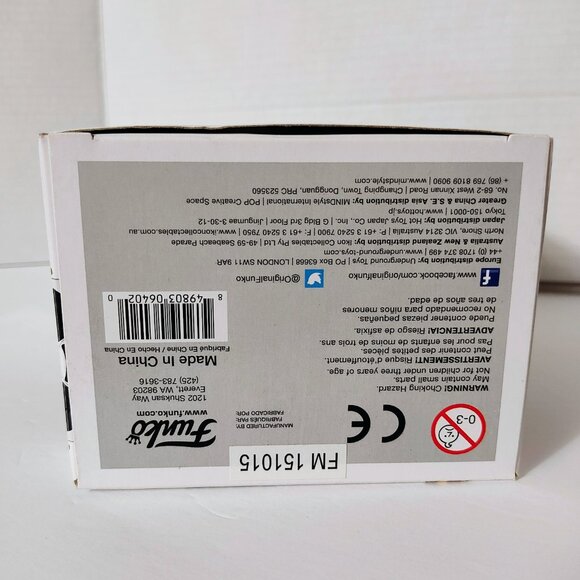 FM 151015
0-3
CE
MANUFACTURED BY:
FABRIQUÉS PAR:
FABRICADO POR:
Funko
www.funko.com
1202 Shuksan Way
Everett, WA 98203
(425) 783-3616
Made In China
Fabriqué En Chine / Hecho En China
8 49803 06402 0
WARNING! Choking Hazard.
May contain small parts.
Not for children under three years of age.
AVERTISSEMENT! Risque d'étouffement.
Peut contenir des petites pièces.
Pas pour les infants de moins de trois ans.
ADVERTENCIA! Riesgo de asfixia.
Puede contener piezas pequeñas.
No recomendado para niños menores
de tres años de edad.
www.facebook.com/originalfunko
@OriginalFunko
Europe distribution by: Underground Toys | PO Box 63668 | LONDON SW11 9AR
+44 (0) 1708 374 499 | www.underground-toys.com
Australia & New Zealand distribution by: Ikon Collectables Pty Ltd | 49-59 Seabeach Parade
North Shore, VIC 3214 | Australia | P: +61 3 5240 7900 | F: +61 3 5240 7950 | www.ikoncollectables.com.au
Japan distribution by: Hot Toys Japan Co., Inc. | G Bldg Floor | Jingumae 3-30-12
Tokyo 150-0001 | www.hottoys.jp
Greater China & S.E. Asia distribution by: MINDstyle International | POP Creative Space
No. 68-2 West Xinnan Road | Changping Town, Dongguan, PRC 523560
+ (86) 769 8109 9090 | www.mindstyle.com